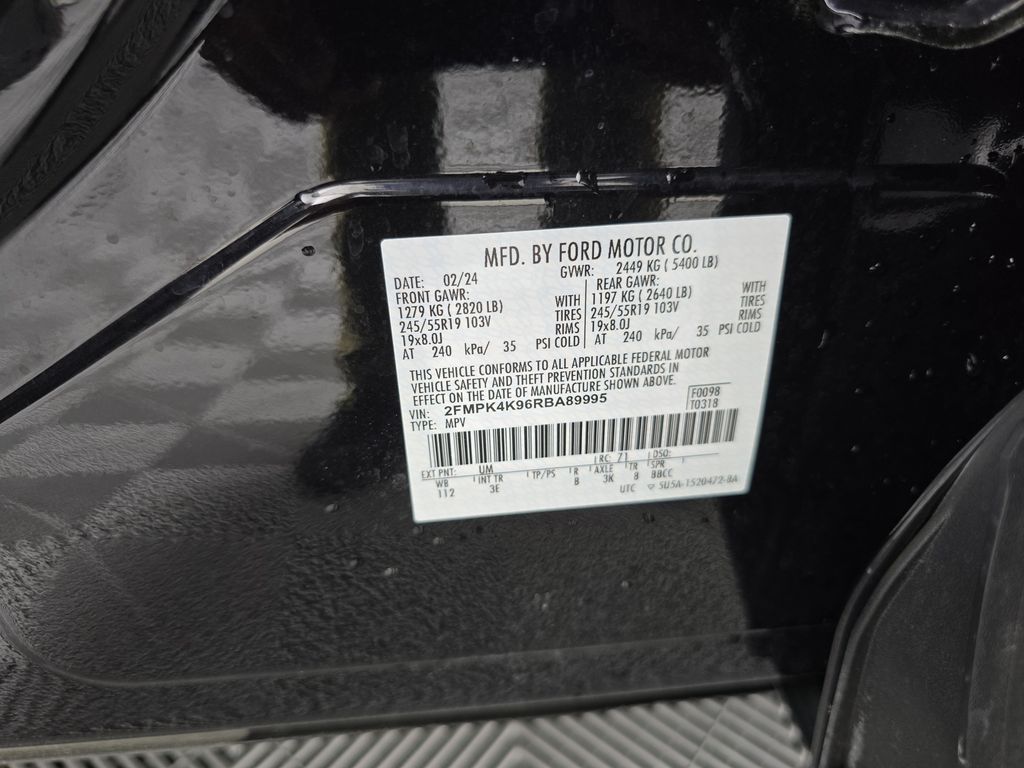 MFD. BY FORD MOTOR CO.
DATE: 02/24 GVWR: 2449 KG ( 5400 LB)
FRONT GAWR: REAR GAWR:
1279 KG ( 2820 LB) WITH 1197 KG ( 2640 LB) WITH
245/55R19 103V TIRES 245/55R19 103V TIRES
19x8.0J RIMS 19x8.0J RIMS
AT 240 kPa/ 35 PSI COLD AT 240 kPa/ 35 PSI COLD
THIS VEHICLE CONFORMS TO ALL APPLICABLE FEDERAL MOTOR
VEHICLE SAFETY AND THEFT PREVENTION STANDARDS IN
EFFECT ON THE DATE OF MANUFACTURE SHOWN ABOVE.
VIN: 2FMPK4K96RBA89995 F0098
TYPE: MPV T0318
EXT PNT: UM RC: 71 DSO:
WB INT TR TP/PS R AXLE TR SPR
112 3E B 3K 8 BBCC
UTC ▽ 5U5A-1520472-BA